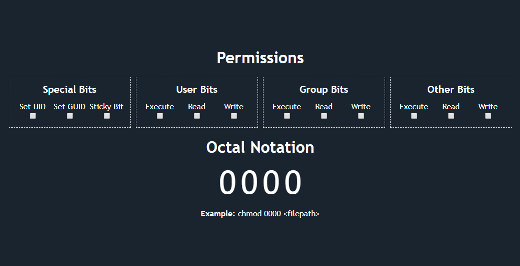 Permissions
Special Bits
Set UID Set GUID Sticky Bit
User Bits
Execute Read Write
Group Bits
Execute Read Write
Other Bits
Execute Read Write
Octal Notation
0000
Example: chmod 0000 <filepath>